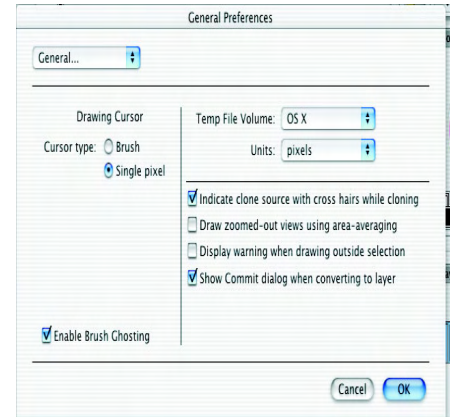 General Preferences
General...
Drawing Cursor
Cursor type: Brush
Single pixel
Enable Brush Ghosting
Temp File Volume: OS X
Units: pixels
Indicate clone source with cross hairs while cloning
Draw zoomed-out views using area-averaging
Display warning when drawing outside selection
Show Commit dialog when converting to layer
Cancel OK